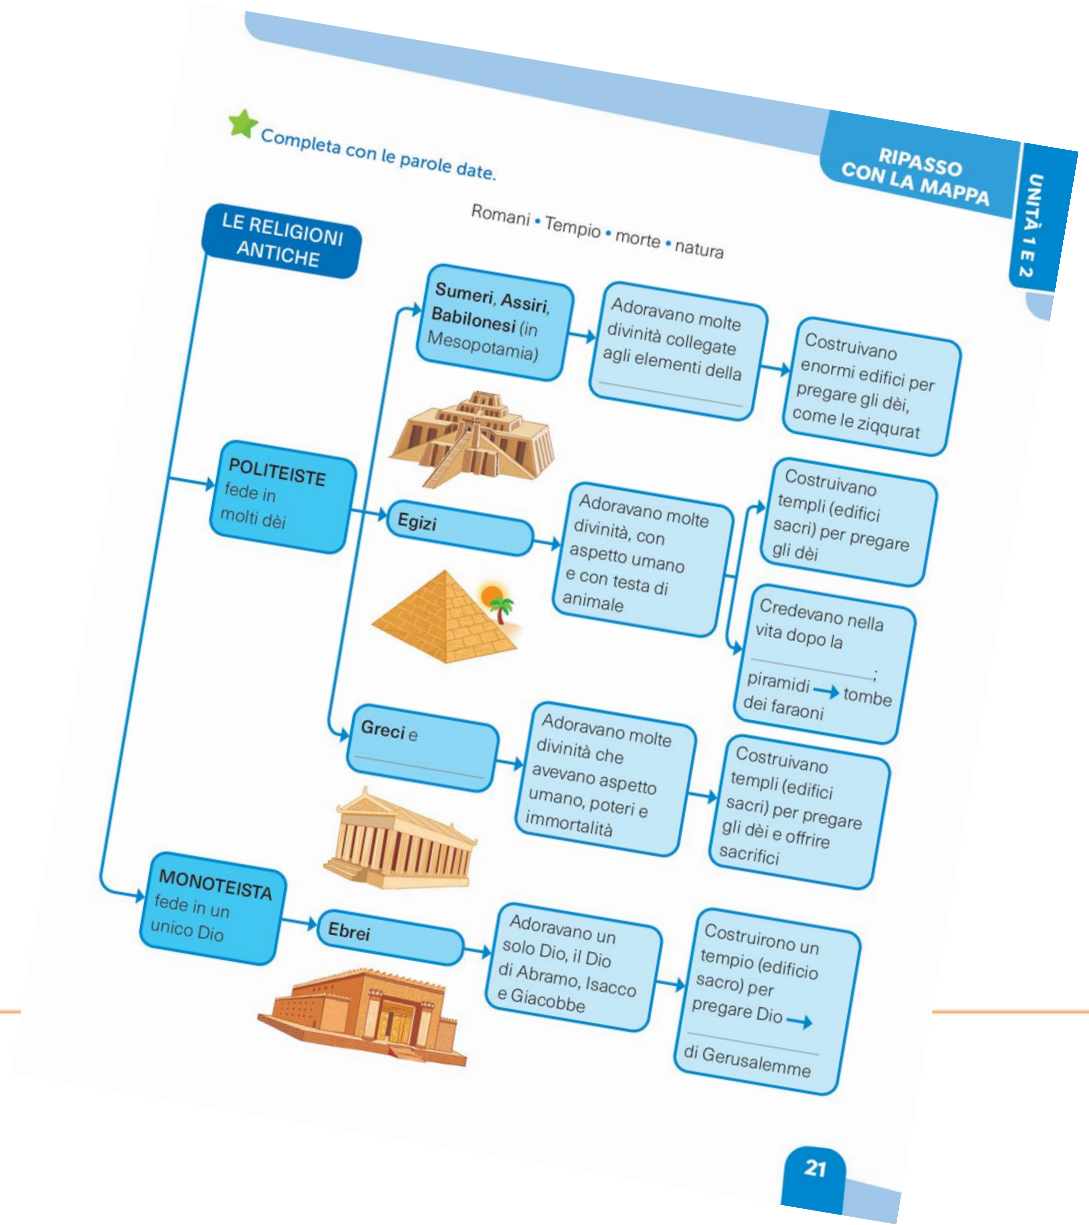 RIPASSO
CON LA MAPPA
UNITÀ 1 E 2
Completa con le parole date.
Romani • Tempio • morte • natura
LE RELIGIONI
ANTICHE
POLITEISTE
fede in
molti dèi
Sumeri, Assiri,
Babilonesi (in
Mesopotamia)
Adoravano molte
divinità collegate
agli elementi della
Costruivano
enormi edifici per
pregare gli dèi,
come le ziqqurat
Egizi
Adoravano molte
divinità, con
aspetto umano
e con testa di
animale
Costruivano
templi (edifici
sacri) per pregare
gli dèi
Credevano nella
vita dopo la
;
piramidi → tombe
dei faraoni
Greci e
Adoravano molte
divinità che
avevano aspetto
umano, poteri e
immortalità
Costruivano
templi (edifici
sacri) per pregare
gli dèi e offrire
sacrifici
MONOTEISTA
fede in un
unico Dio
Ebrei
Adoravano un
solo Dio, il Dio
di Abramo, Isacco
e Giacobbe
Costruirono un
tempio (edificio
sacro) per
pregare Dio →
di Gerusalemme
21